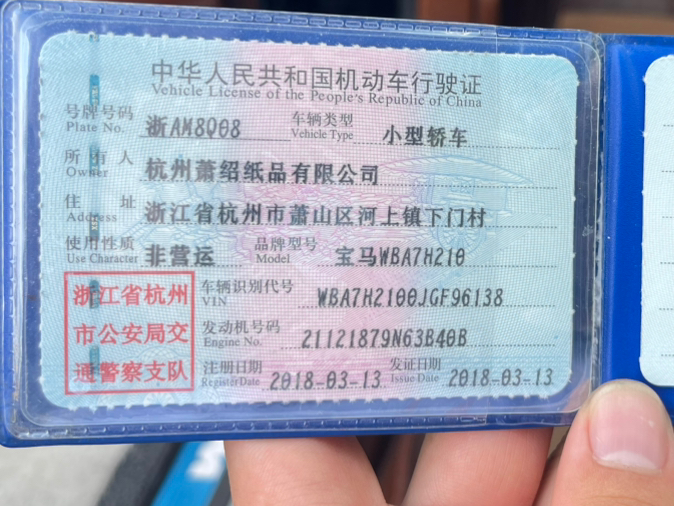 中华人民共和国机动车行驶证
Vehicle License of the People's Republic of China
号牌号码 浙AM8Q08 车辆类型 小型轿车
Plate No. Vehicle Type
所有人 杭州萧绍纸品有限公司
Owner
住址 浙江省杭州市萧山区河上镇下门村
Address
使用性质 非营运 品牌型号 宝马WBA7H210
Use Character Model
浙江省杭州
市公安局交
通警察支队
车辆识别代号 WBA7H2100JGF96138
VIN
发动机号码 21121879N63B40B
Engine No.
注册日期 2018-03-13 发证日期 2018-03-13
Register Date Issue Date